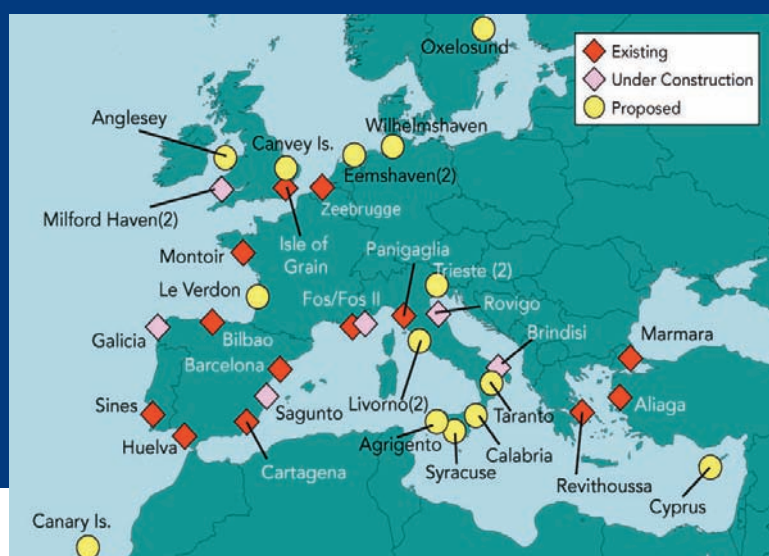 Oxelosund
Existing
Under Construction
Proposed
Anglesey
Canvey Is.
Wilhelmshaven
Eemshaven(2)
Milford Haven(2)
Zeebrugge
Isle of
Grain
Montoir
Panigaglia
Trieste (2)
Le Verdon
Fos/Fos II
Rovigo
Galicia
Bilbao
Brindisi
Marmara
Barcelona
Sines
Sagunto
Livorno(2)
Taranto
Aliaga
Huelva
Agrigento
Calabria
Cartagena
Syracuse
Revithoussa
Cyprus
Canary Is.